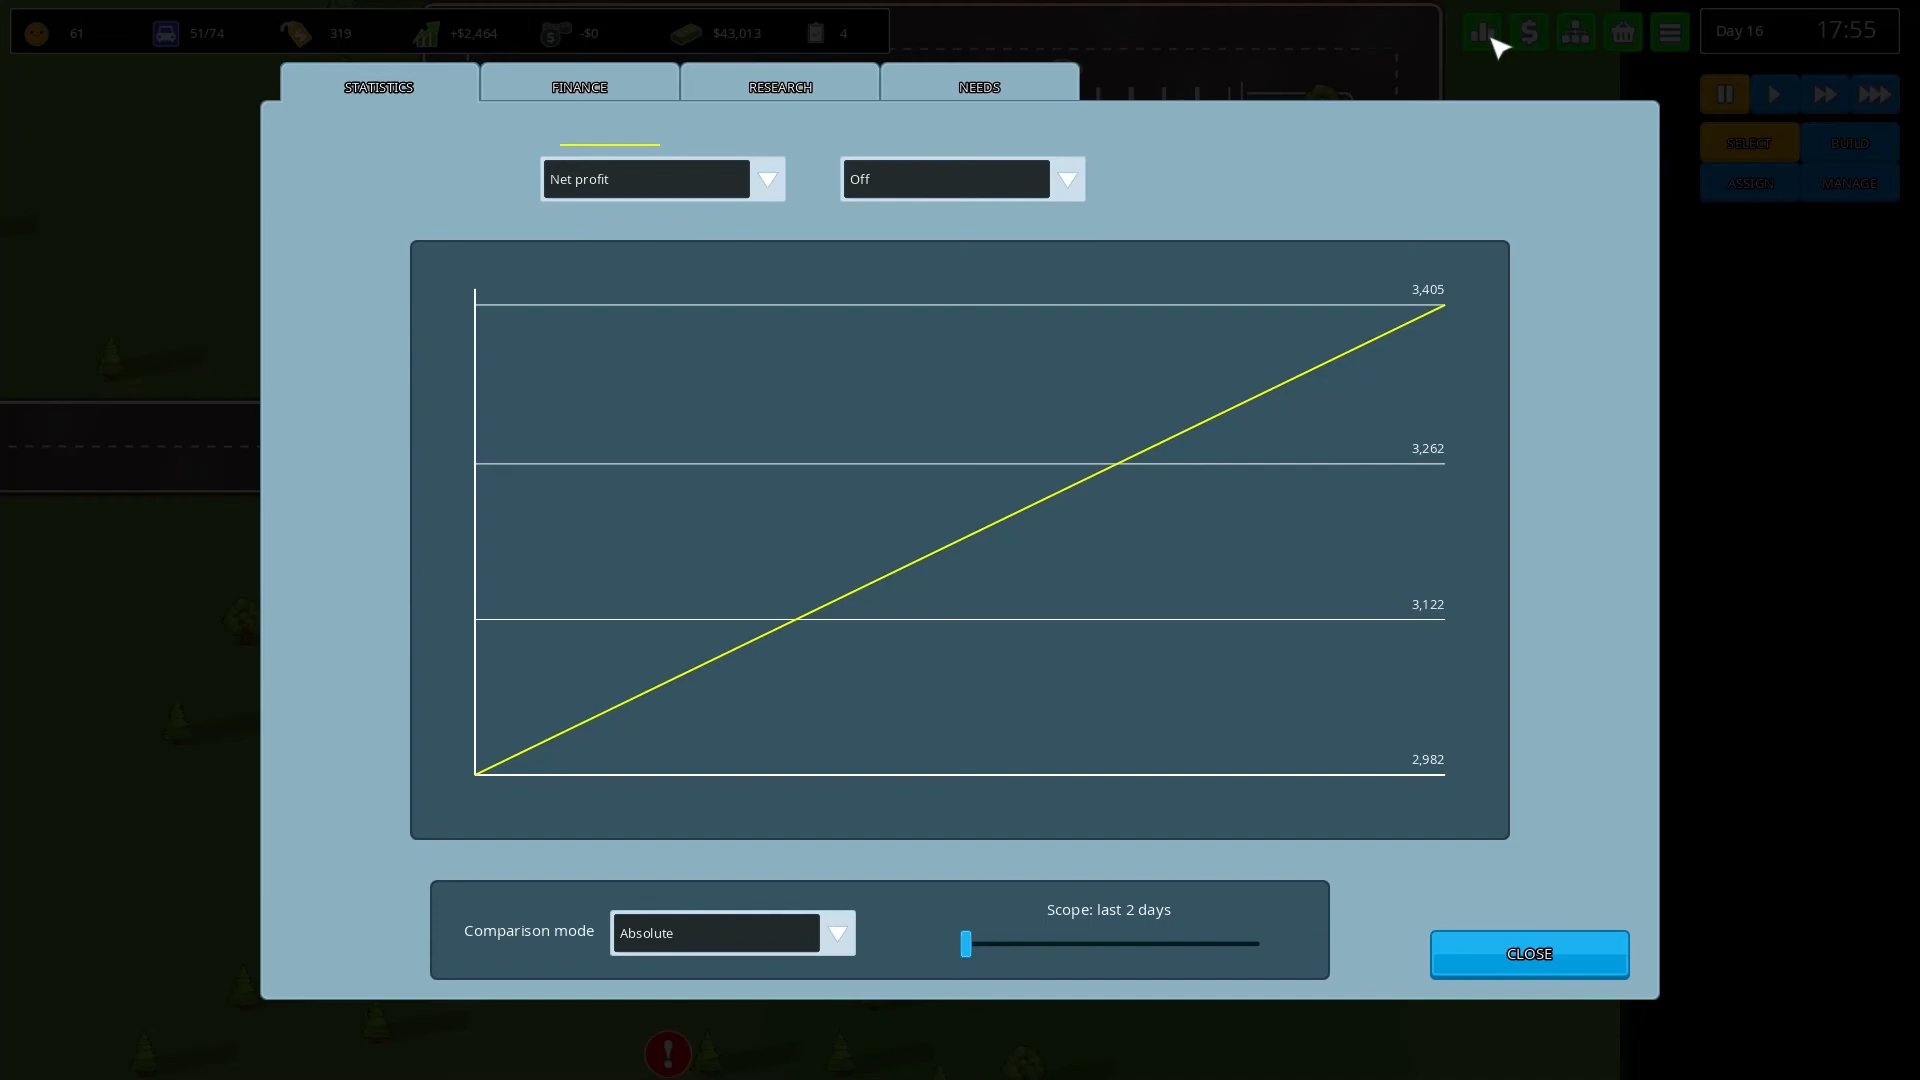 61 51/74 319 +$2,464 -$0 $43,013 4
Day 16 17:55
STATISTICS FINANCE RESEARCH NEEDS
SELECT BUILD
ASSIGN MANAGE
Net profit Off
3,405
3,262
3,122
2,982
Comparison mode Absolute
Scope: last 2 days
CLOSE